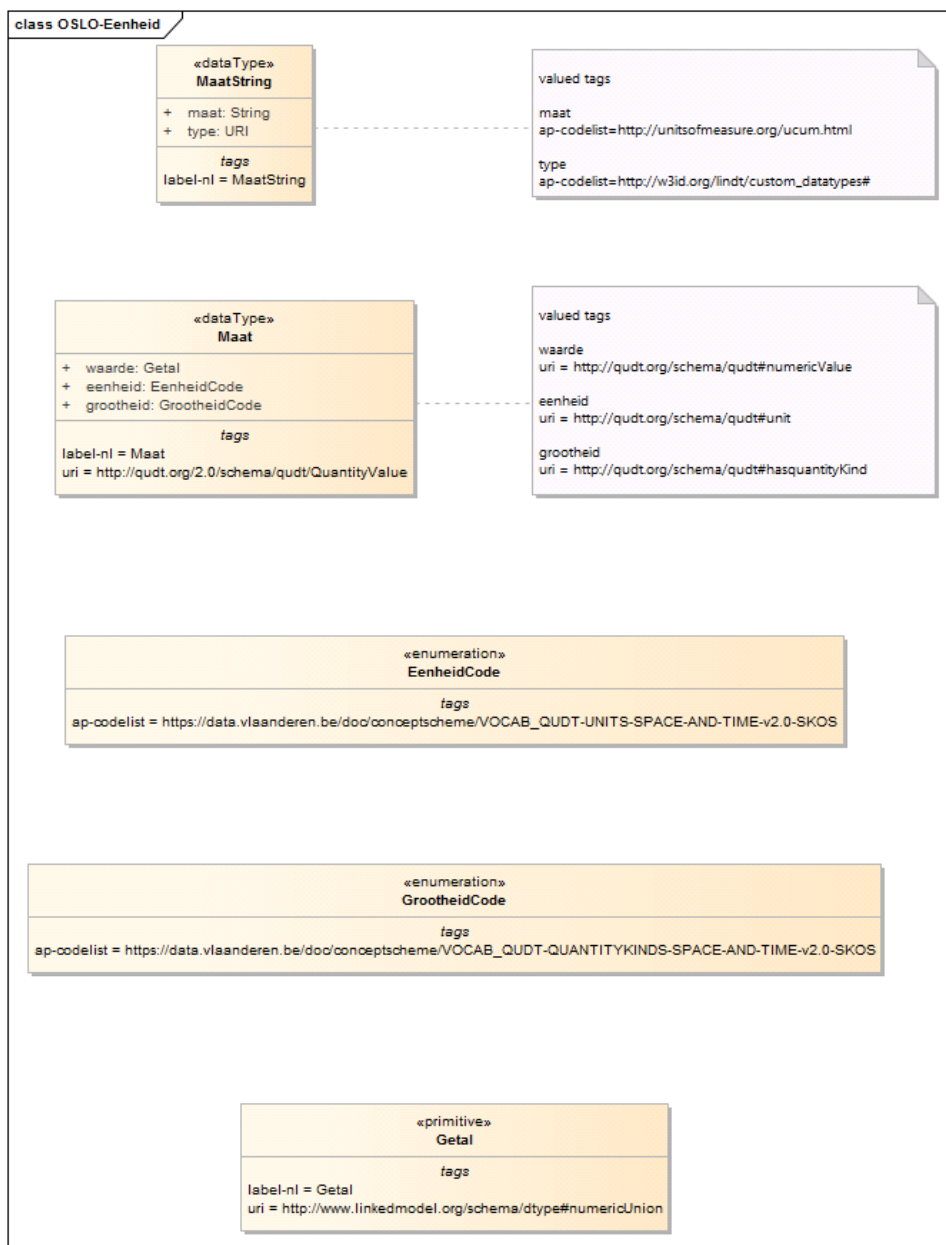 class OSLO-Eenheid
«dataType»
MaatString
+ maat: String
+ type: URI
tags
label-nl = MaatString
valued tags
maat
ap-codelist=http://unitsofmeasure.org/ucum.html
type
ap-codelist=http://w3id.org/lindt/custom_datatypes#
«dataType»
Maat
+ waarde: Getal
+ eenheid: EenheidCode
+ grootheid: GrootheidCode
tags
label-nl = Maat
uri = http://qudt.org/2.0/schema/qudt/QuantityValue
valued tags
waarde
uri = http://qudt.org/schema/qudt#numericValue
eenheid
uri = http://qudt.org/schema/qudt#unit
grootheid
uri = http://qudt.org/schema/qudt#hasquantityKind
«enumeration»
EenheidCode
tags
ap-codelist = https://data.vlaanderen.be/doc/conceptscheme/VOCAB_QUDT-UNITS-SPACE-AND-TIME-v2.0-SKOS
«enumeration»
GrootheidCode
tags
ap-codelist = https://data.vlaanderen.be/doc/conceptscheme/VOCAB_QUDT-QUANTITYKINDS-SPACE-AND-TIME-v2.0-SKOS
«primitive»
Getal
tags
label-nl = Getal
uri = http://www.linkedmodel.org/schema/dtype#numericUnion